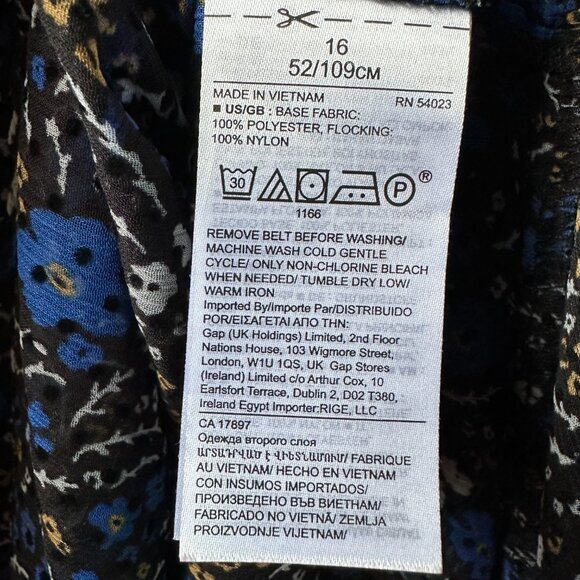 16
52/109CM
MADE IN VIETNAM RN 54023
■ US/GB : BASE FABRIC:
100% POLYESTER, FLOCKING:
100% NYLON
30 P ®
1166
REMOVE BELT BEFORE WASHING/
MACHINE WASH COLD GENTLE
CYCLE/ ONLY NON-CHLORINE BLEACH
WHEN NEEDED/ TUMBLE DRY LOW/
WARM IRON
Imported By/Importe Par/DISTRIBUIDO
POR/ΕΙΣΑΓΕΤΑΙ ΑΠΟ ΤΗΝ:
Gap (UK Holdings) Limited, 2nd Floor
Nations House, 103 Wigmore Street,
London, W1U 1QS, UK Gap Stores
(Ireland) Limited c/o Arthur Cox, 10
Earlsfort Terrace, Dublin 2, D02 T380,
Ireland Egypt Importer:RIGE, LLC
CA 17897
Одежда второго слоя
ԱՐՏԱԴՐՎԱԾ Է ՎԻԵՏՆԱՄՈՒՄ/ FABRIQUE
AU VIETNAM/ HECHO EN VIETNAM
CON INSUMOS IMPORTADOS/
ПРОИЗВЕДЕНО ВЪВ ВИЕТНАМ/
FABRICADO NO VIETNÃ/ ZEMLJA
PROIZVODNJE VIJETNAM/